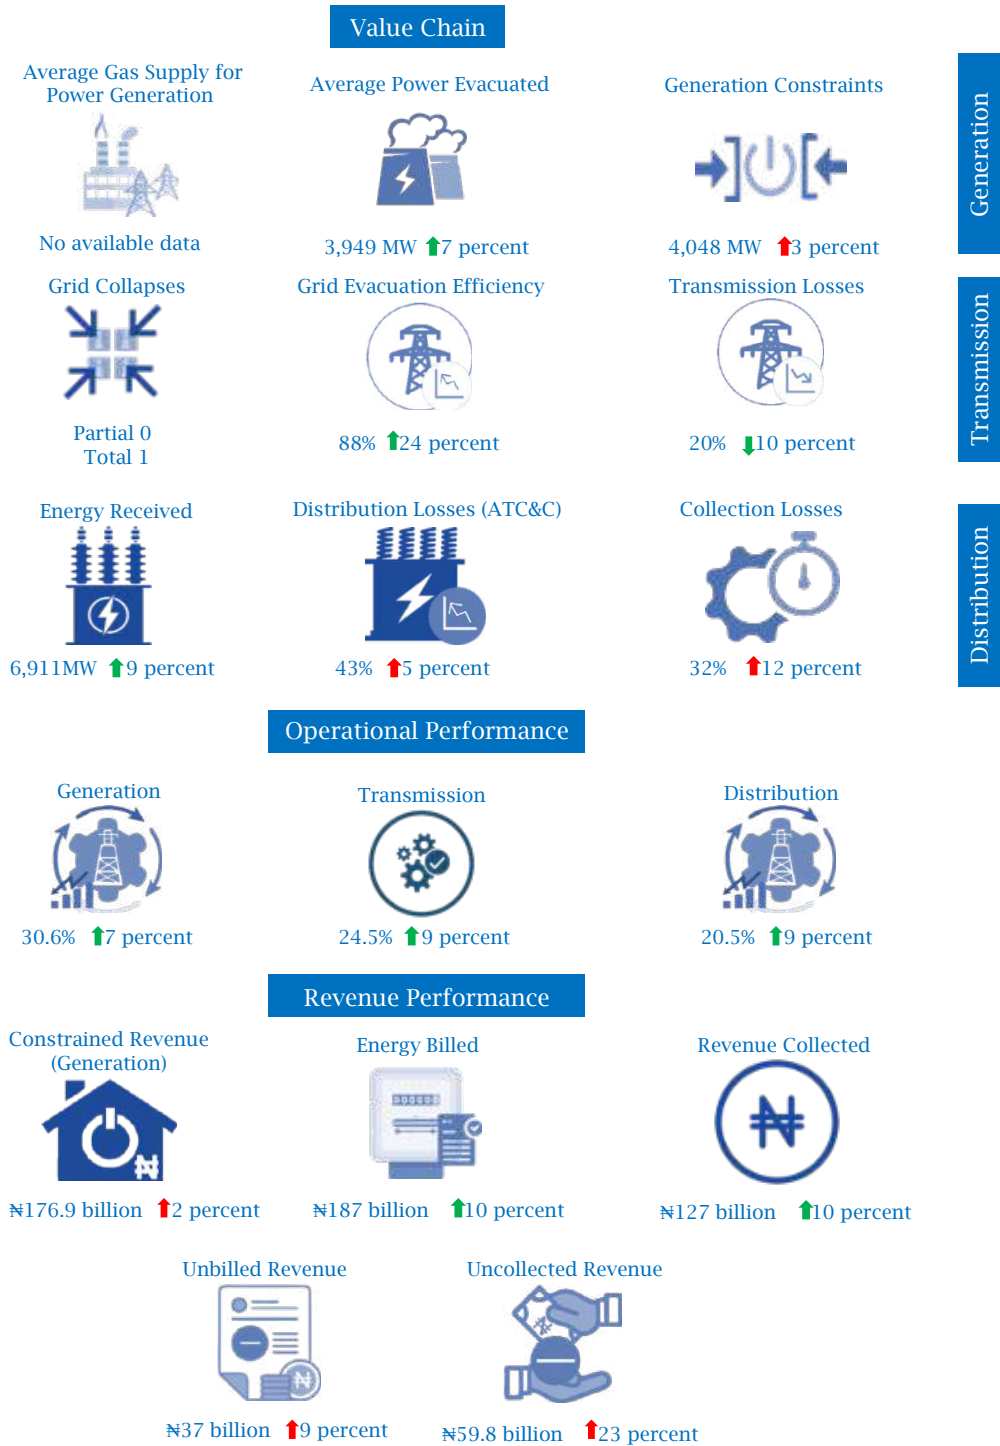 Value Chain
Average Gas Supply for
Power Generation
Average Power Evacuated
Generation Constraints
Generation
No available data
3,949 MW 7 percent
4,048 MW 3 percent
Grid Collapses
Grid Evacuation Efficiency
Transmission Losses
Transmission
Partial 0
Total 1
88% 24 percent
20% 10 percent
Energy Received
Distribution Losses (ATC&C)
Collection Losses
Distribution
6,911MW 9 percent
43% 5 percent
32% 12 percent
Operational Performance
Generation
Transmission
Distribution
30.6% 7 percent
24.5% 9 percent
20.5% 9 percent
Revenue Performance
Constrained Revenue
(Generation)
Energy Billed
Revenue Collected
₦
₦
₦176.9 billion 2 percent
₦187 billion 10 percent
₦127 billion 10 percent
Unbilled Revenue
Uncollected Revenue
₦
₦
₦37 billion 9 percent
₦59.8 billion 23 percent